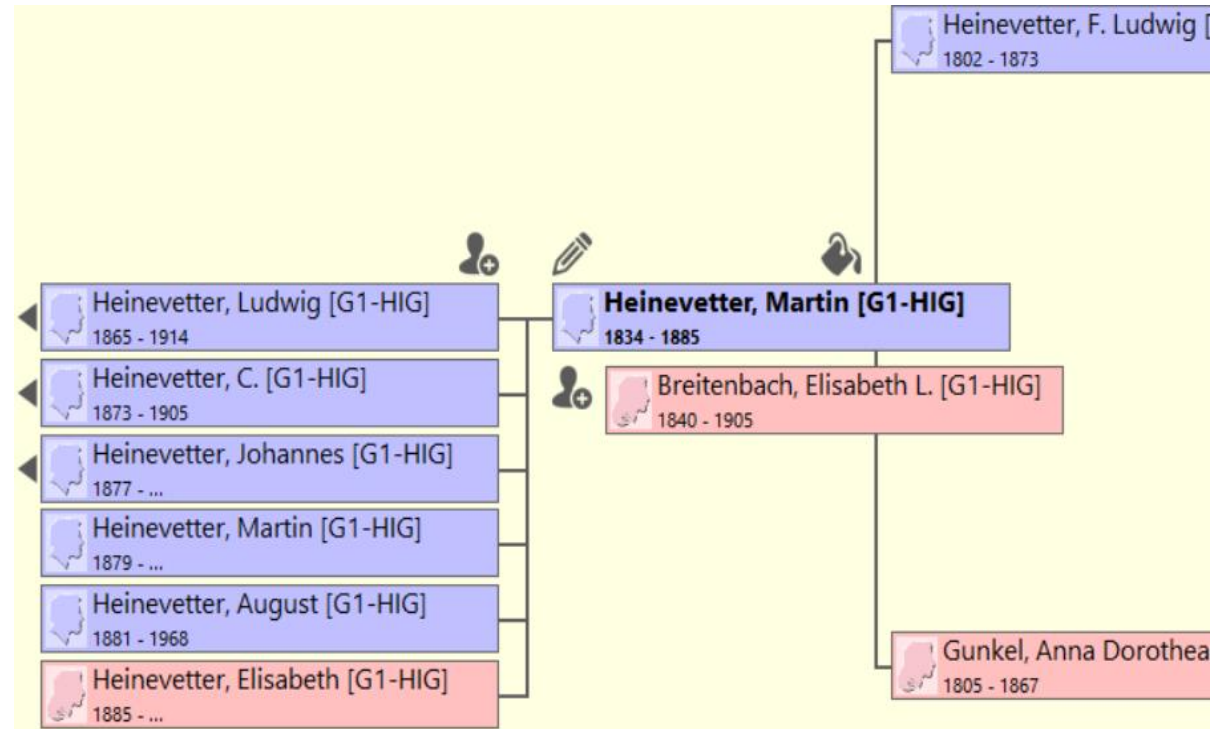 Heinevetter, F. Ludwig [
1802 - 1873
Heinevetter, Ludwig [G1-HIG]
1865 - 1914
Heinevetter, C. [G1-HIG]
1873 - 1905
Heinevetter, Johannes [G1-HIG]
1877 - ...
Heinevetter, Martin [G1-HIG]
1879 - ...
Heinevetter, August [G1-HIG]
1881 - 1968
Heinevetter, Elisabeth [G1-HIG]
1885 - ...
Heinevetter, Martin [G1-HIG]
1834 - 1885
Breitenbach, Elisabeth L. [G1-HIG]
1840 - 1905
Gunkel, Anna Dorothea
1805 - 1867